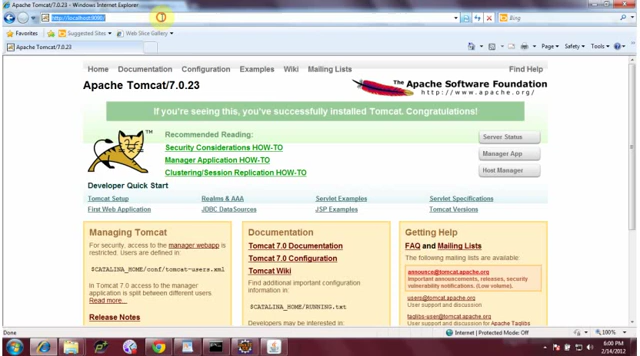 Apache Tomcat/7.0.23 - Windows Internet Explorer
http://localhost:8080/
Bing
Favorites Suggested Sites Web Slice Gallery
Apache Tomcat/7.0.23
Page Safety Tools
Home Documentation Configuration Examples Wiki Mailing Lists Find Help
Apache Tomcat/7.0.23
The Apache Software Foundation
http://www.apache.org/
If you're seeing this, you've successfully installed Tomcat. Congratulations!
TM
Recommended Reading:
Security Considerations HOW-TO
Manager Application HOW-TO
Clustering/Session Replication HOW-TO
Server Status
Manager App
Host Manager
Developer Quick Start
Tomcat Setup
First Web Application
Realms & AAA
JDBC DataSources
Servlet Examples
JSP Examples
Servlet Specifications
Tomcat Versions
Managing Tomcat
For security, access to the manager webapp is
restricted. Users are defined in:
$CATALINA_HOME/conf/tomcat-users.xml
In Tomcat 7.0 access to the manager
application is split between different users.
Read more...
Release Notes
Documentation
Tomcat 7.0 Documentation
Tomcat 7.0 Configuration
Tomcat Wiki
Find additional important configuration
information in:
$CATALINA_HOME/RUNNING.txt
Developers may be interested in:
Getting Help
FAQ and Mailing Lists
The following mailing lists are available:
announce@tomcat.apache.org
Important announcements, releases, security
vulnerability notifications. (Low volume).
users@tomcat.apache.org
User support and discussion
taglibs-user@tomcat.apache.org
User support and discussion for Apache Taglibs
Done
Internet | Protected Mode: Off
100%
6:00 PM
2/14/2012